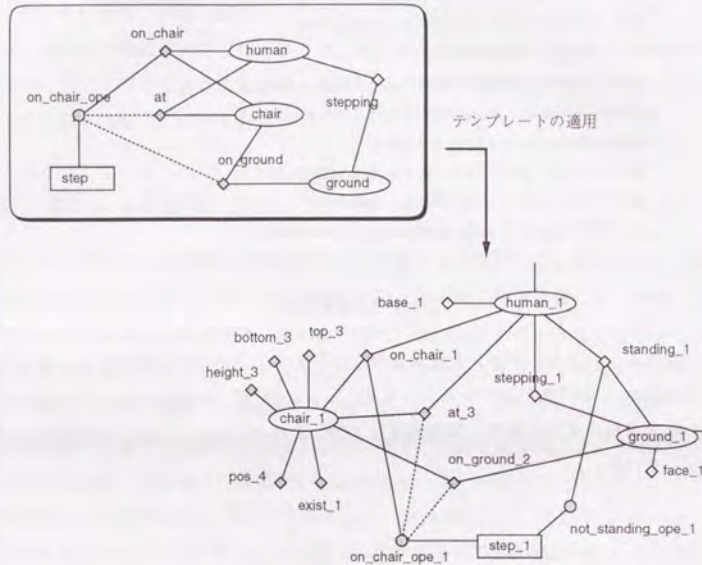 on_chair
human
on_chair_ope
at
chair
stepping
on_ground
step
ground
テンプレートの適用
base_1
human_1
bottom_3
top_3
on_chair_1
standing_1
height_3
stepping_1
chair_1
at_3
ground_1
on_ground_2
pos_4
face_1
exist_1
not_standing_ope_1
step_1
on_chair_ope_1